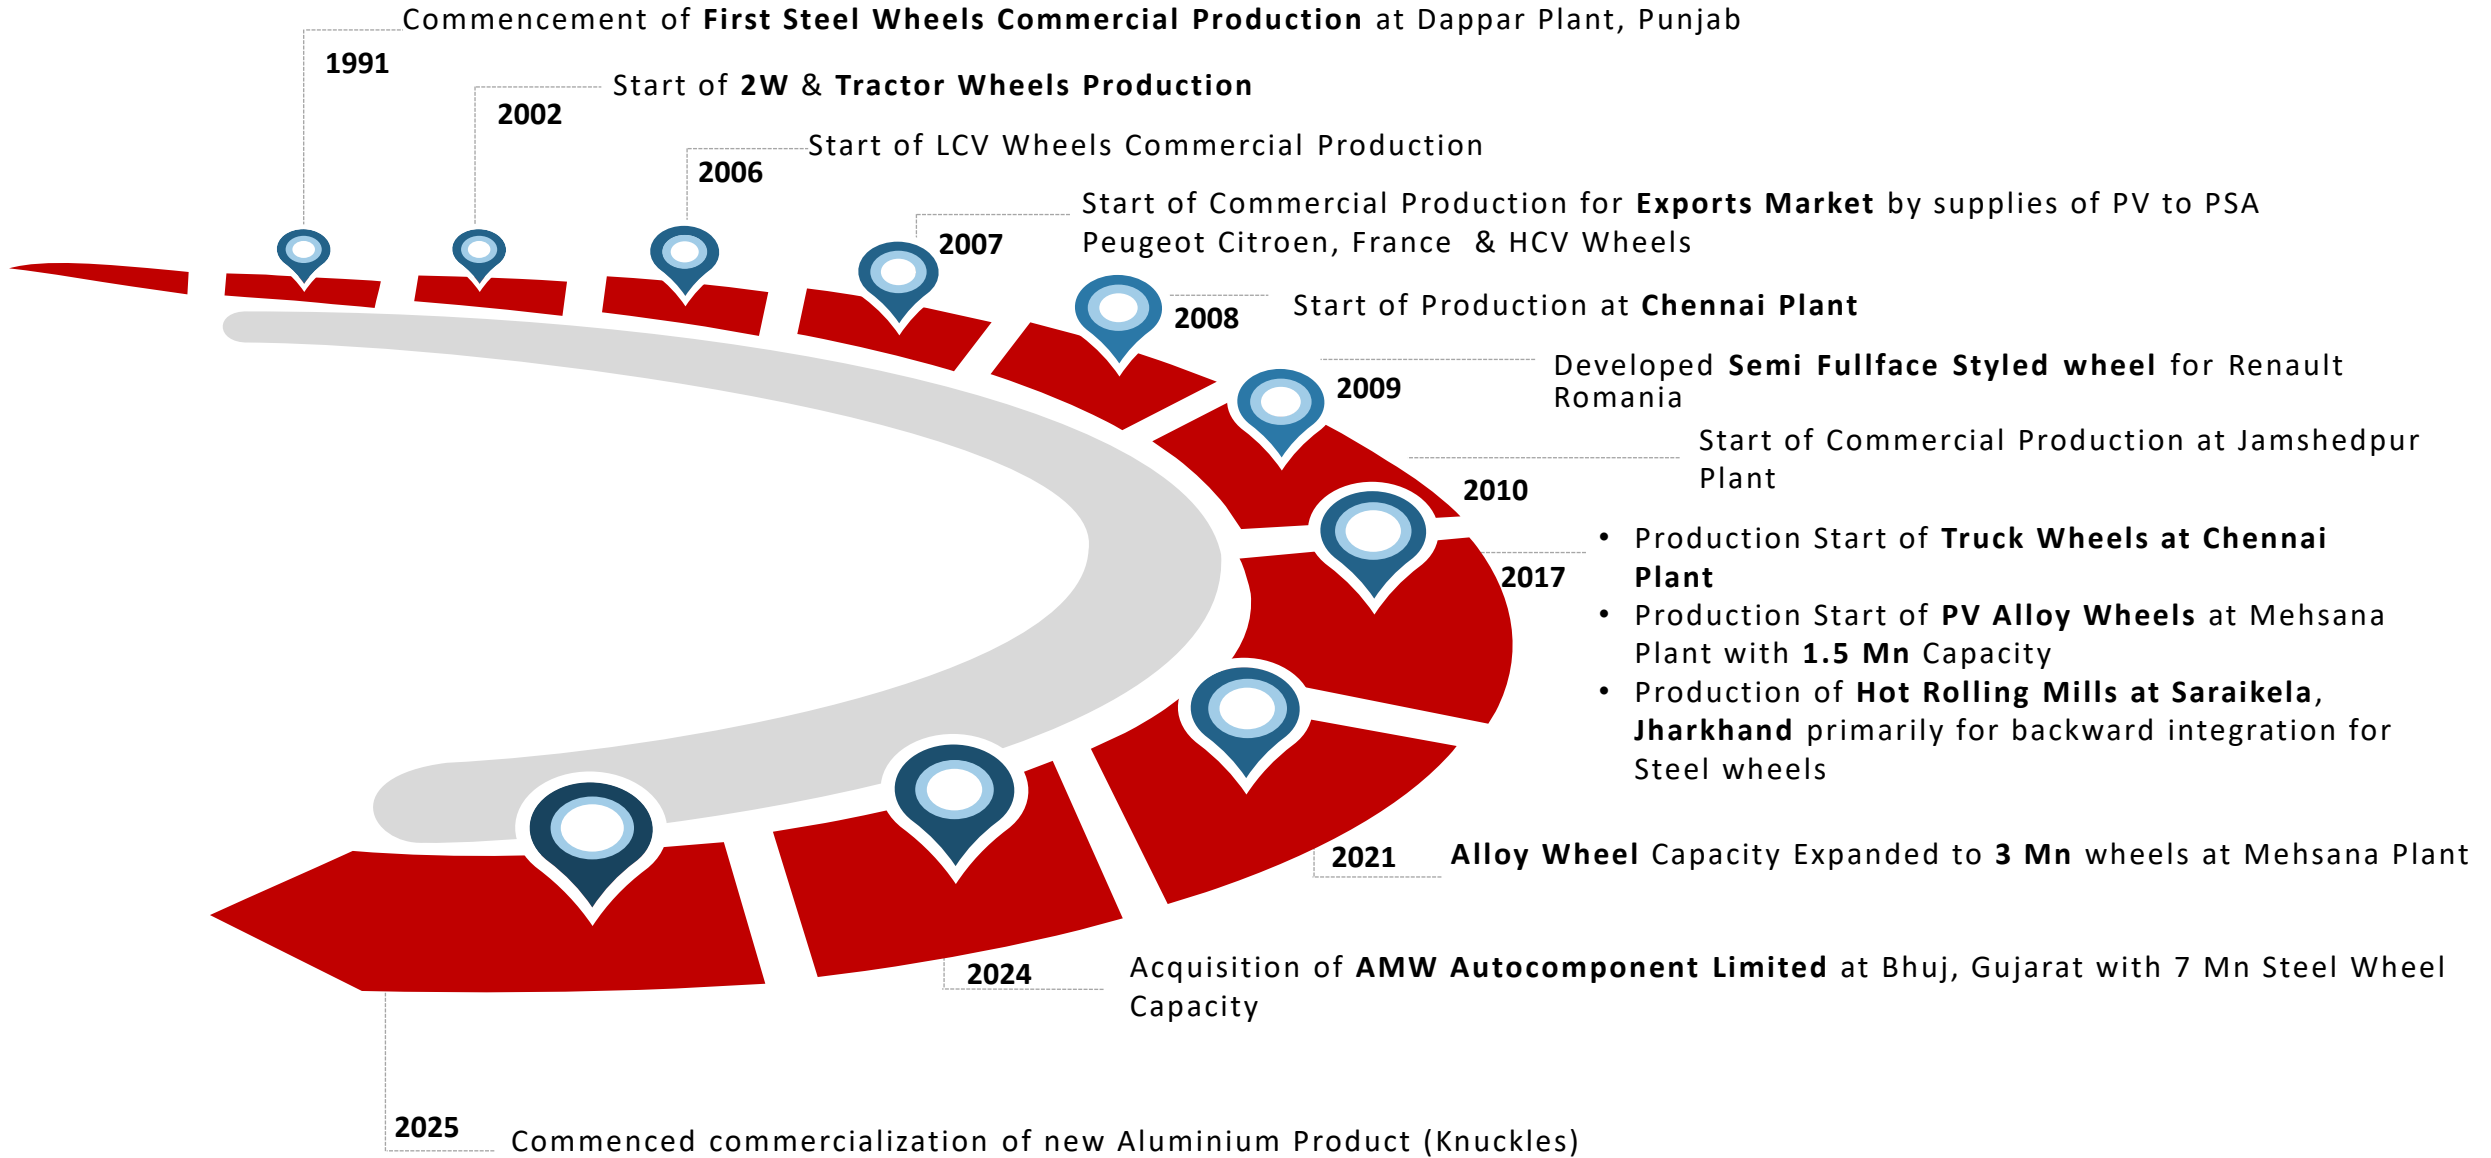 Commencement of First Steel Wheels Commercial Production at Dappar Plant, Punjab
1991
Start of 2W & Tractor Wheels Production
2002
Start of LCV Wheels Commercial Production
2006
Start of Commercial Production for Exports Market by supplies of PV to PSA
Peugeot Citroen, France & HCV Wheels
2007
Start of Production at Chennai Plant
2008
Developed Semi Fullface Styled wheel for Renault
Romania
2009
Start of Commercial Production at Jamshedpur
Plant
2010
• Production Start of Truck Wheels at Chennai
Plant
2017
• Production Start of PV Alloy Wheels at Mehsana
Plant with 1.5 Mn Capacity
• Production of Hot Rolling Mills at Saraikela,
Jharkhand primarily for backward integration for
Steel wheels
2021
Alloy Wheel Capacity Expanded to 3 Mn wheels at Mehsana Plant
2024
Acquisition of AMW Autocomponent Limited at Bhuj, Gujarat with 7 Mn Steel Wheel
Capacity
2025
Commenced commercialization of new Aluminium Product (Knuckles)